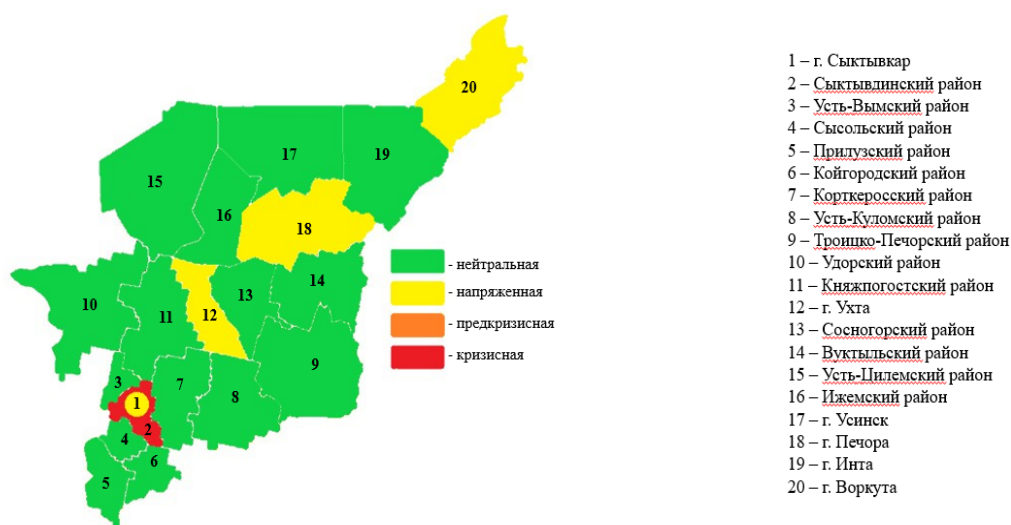 20
17
19
15
16
18
14
13
10
11
12
9
3
7
8
1
2
4
6
5
- нейтральная
- напряженная
- предкризисная
- кризисная
1 – г. Сыктывкар
2 – Сыктывдинский район
3 – Усть-Вымский район
4 – Сысольский район
5 – Прилузский район
6 – Койгородский район
7 – Корткеросский район
8 – Усть-Куломский район
9 – Троицко-Печорский район
10 – Удорский район
11 – Княжпогостский район
12 – г. Ухта
13 – Сосногорский район
14 – Вуктыльский район
15 – Усть-Цилемский район
16 – Ижемский район
17 – г. Усинск
18 – г. Печора
19 – г. Инта
20 – г. Воркута